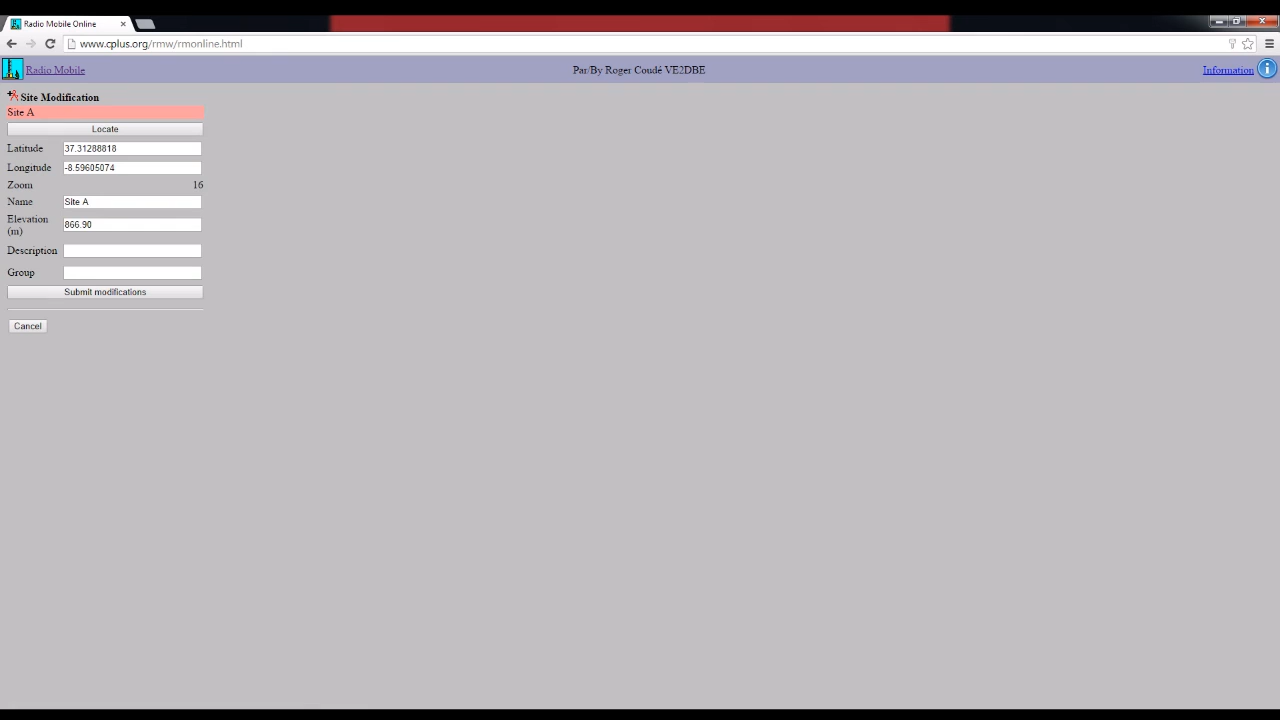 Radio Mobile Online
www.cplus.org/rmw/rmonline.html
Radio Mobile
Par/By Roger Coudé VE2DBE
Information
Site Modification
Site A
Locate
Latitude 37.31288818
Longitude -8.59605074
Zoom 16
Name Site A
Elevation (m) 866.90
Description
Group
Submit modifications
Cancel